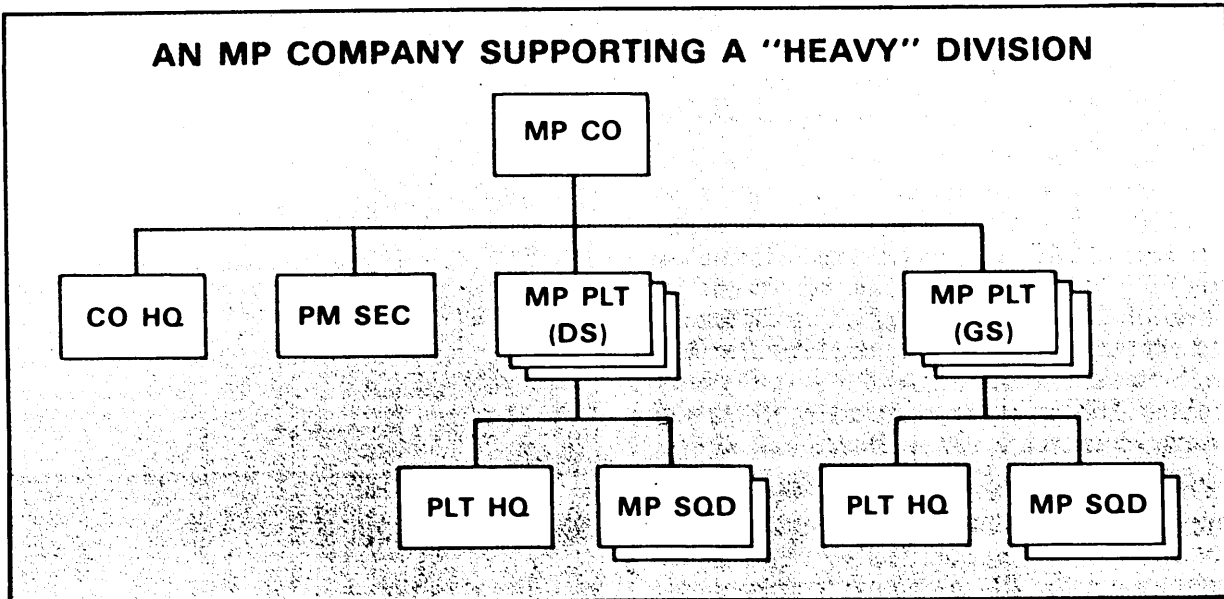 AN MP COMPANY SUPPORTING A "HEAVY" DIVISION
MP CO
CO HQ
PM SEC
MP PLT
(DS)
MP PLT
(GS)
PLT HQ
MP SQD
PLT HQ
MP SQD